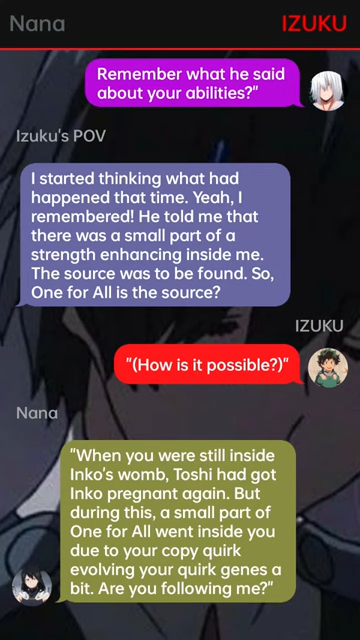 Nana IZUKU
Remember what he said
about your abilities?"
Izuku's POV
I started thinking what had
happened that time. Yeah, I
remembered! He told me that
there was a small part of a
strength enhancing inside me.
The source was to be found. So,
One for All is the source?
IZUKU
"(How is it possible?)"
Nana
"When you were still inside
Inko's womb, Toshi had got
Inko pregnant again. But
during this, a small part of
One for All went inside you
due to your copy quirk
evolving your quirk genes a
bit. Are you following me?"